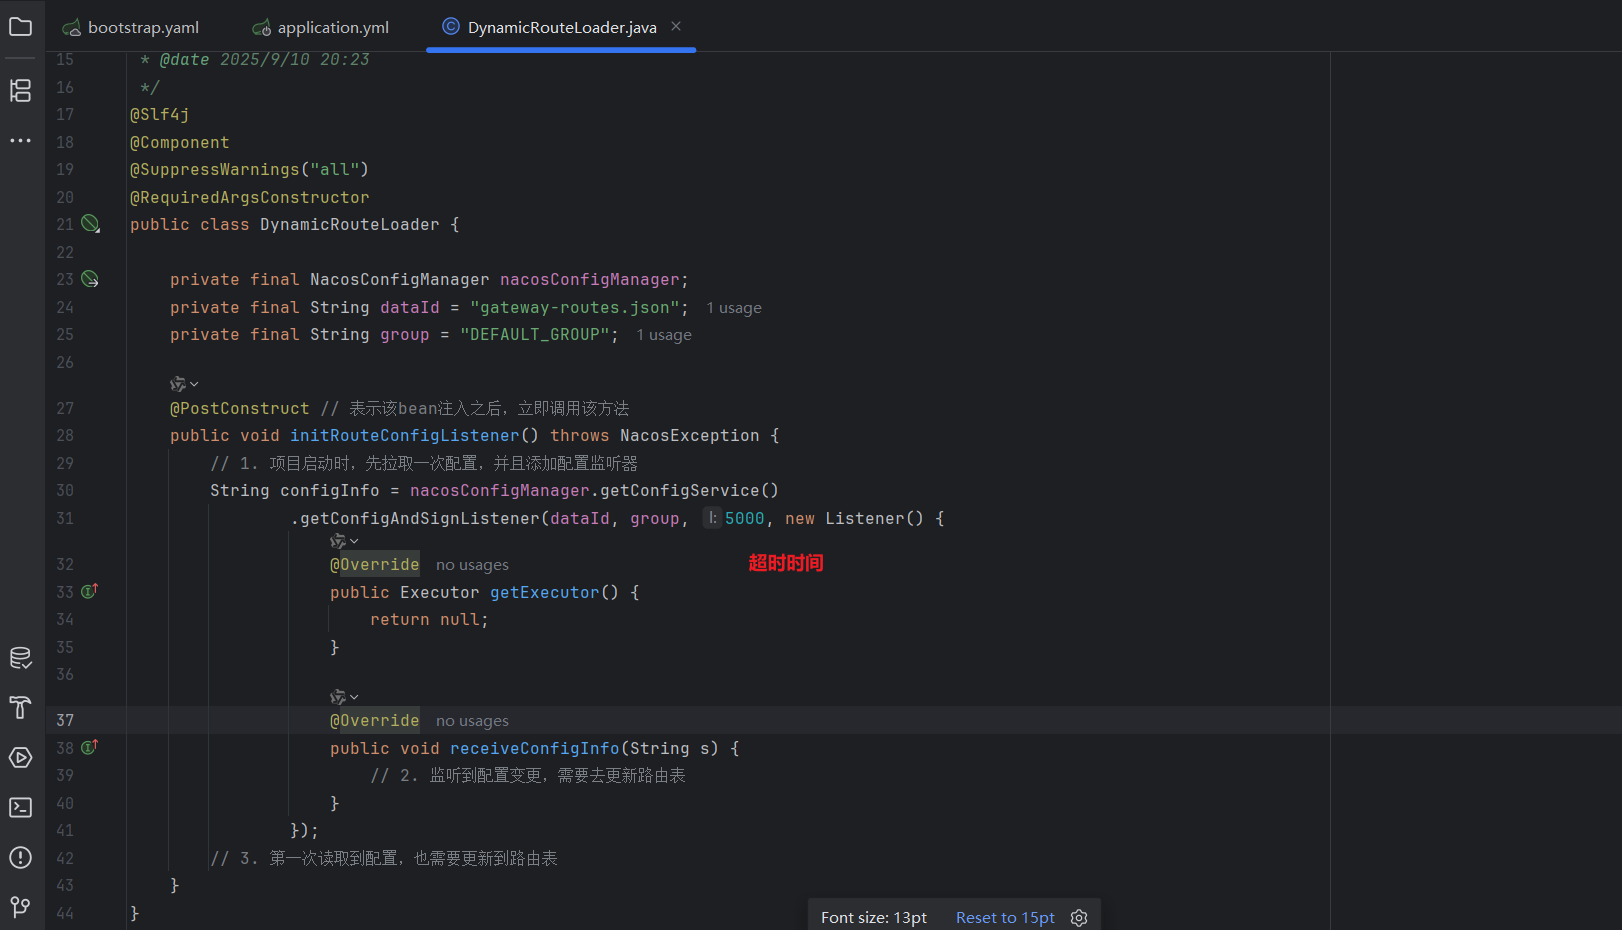 bootstrap.yaml application.yml DynamicRouteLoader.java
15 * @date 2025/9/10 20:23
16 */
17 @Slf4j
18 @Component
19 @SuppressWarnings("all")
20 @RequiredArgsConstructor
21 public class DynamicRouteLoader {
22
23 private final NacosConfigManager nacosConfigManager;
24 private final String dataId = "gateway-routes.json"; 1 usage
25 private final String group = "DEFAULT_GROUP"; 1 usage
26
27 @PostConstruct // 表示该bean注入之后，立即调用该方法
28 public void initRouteConfigListener() throws NacosException {
29 // 1. 项目启动时，先拉取一次配置，并且添加配置监听器
30 String configInfo = nacosConfigManager.getConfigService()
31 .getConfigAndSignListener(dataId, group, l: 5000, new Listener() {
32 @Override no usages 超时时间
33 public Executor getExecutor() {
34 return null;
35 }
36
37 @Override no usages
38 public void receiveConfigInfo(String s) {
39 // 2. 监听到配置变更，需要去更新路由表
40 }
41 });
42 // 3. 第一次读取到配置，也需要更新到路由表
43 }
44 }
Font size: 13pt Reset to 15pt